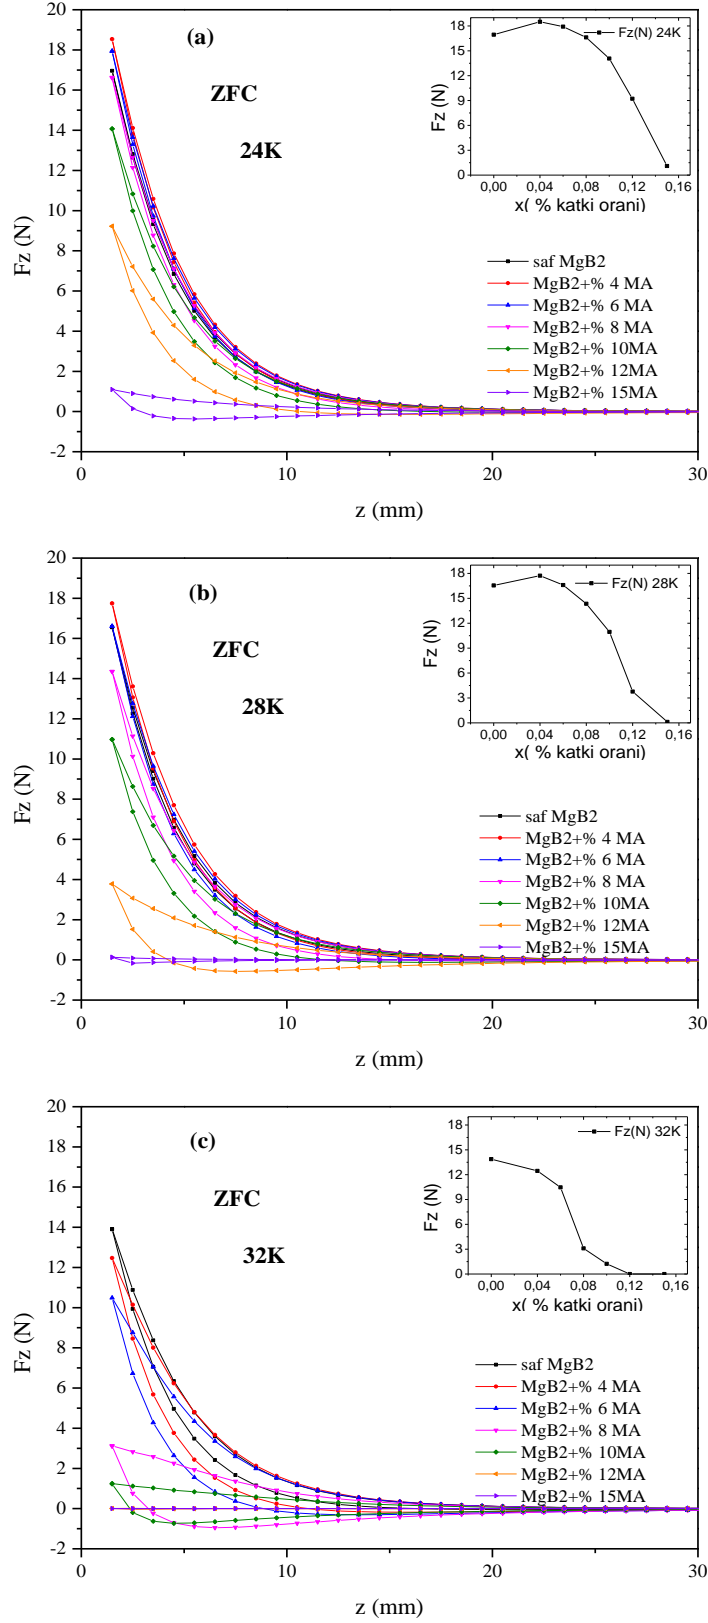 (a)
ZFC
24K
Fz (N)
20
18
16
14
12
10
8
6
4
2
0
-2
0
10
20
30
z (mm)
Fz(N) 24K
Fz (N)
18
15
12
9
6
3
0
0,00
0,04
0,08
0,12
0,16
x( % katki orani)
saf MgB2
MgB2+% 4 MA
MgB2+% 6 MA
MgB2+% 8 MA
MgB2+% 10MA
MgB2+% 12MA
MgB2+% 15MA
(b)
ZFC
28K
Fz (N)
20
18
16
14
12
10
8
6
4
2
0
-2
0
10
20
30
z (mm)
Fz(N) 28K
Fz (N)
18
15
12
9
6
3
0
0,00
0,04
0,08
0,12
0,16
x( % katki orani)
saf MgB2
MgB2+% 4 MA
MgB2+% 6 MA
MgB2+% 8 MA
MgB2+% 10MA
MgB2+% 12MA
MgB2+% 15MA
(c)
ZFC
32K
Fz (N)
20
18
16
14
12
10
8
6
4
2
0
-2
0
10
20
30
z (mm)
Fz(N) 32K
Fz (N)
18
15
12
9
6
3
0
0,00
0,04
0,08
0,12
0,16
x( % katki orani)
saf MgB2
MgB2+% 4 MA
MgB2+% 6 MA
MgB2+% 8 MA
MgB2+% 10MA
MgB2+% 12MA
MgB2+% 15MA